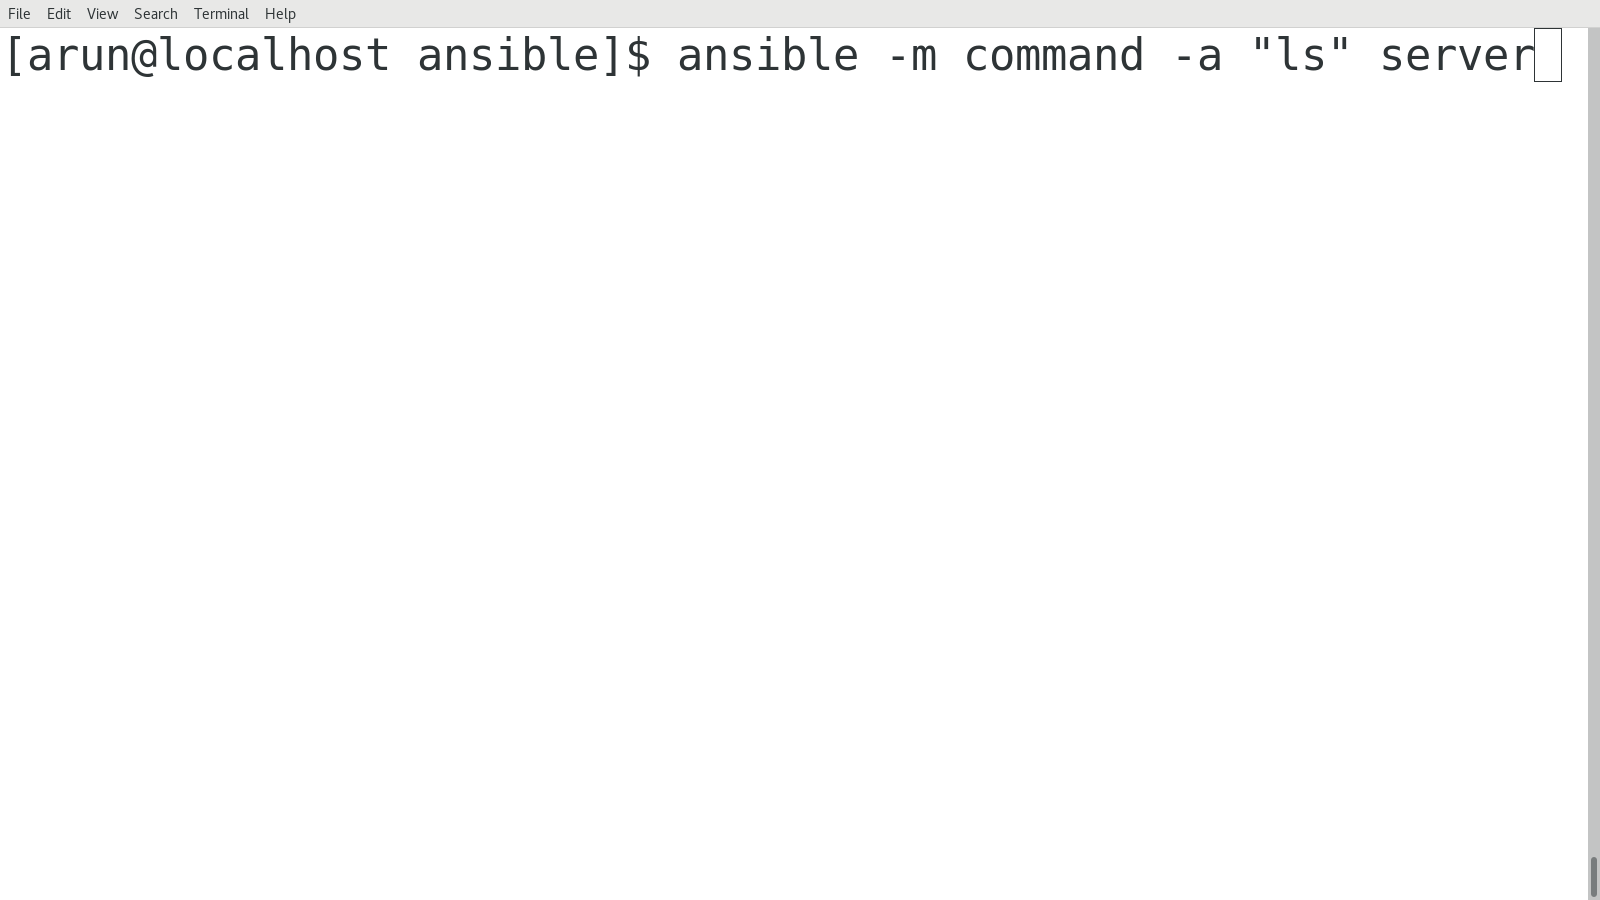 File Edit View Search Terminal Help
[arun@localhost ansible]$ ansible -m command -a "ls" server